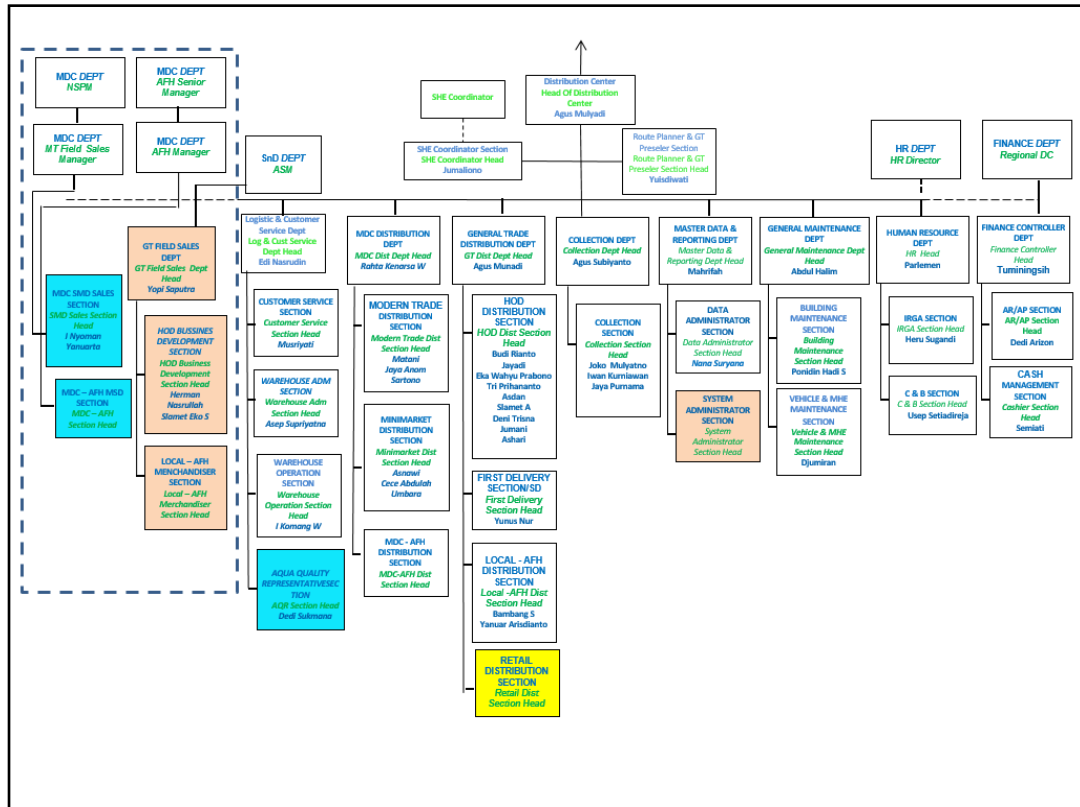 MDC DEPT
NSPM
MDC DEPT
AFH Senior
Manager
MDC DEPT
MT Field Sales
Manager
MDC DEPT
AFH Manager
SnD DEPT
ASM
SHE Coordinator
Distribution Center
Head Of Distribution
Center
Agus Mulyadi
SHE Coordinator Section
SHE Coordinator Head
Jumaliono
Route Planner & GT
Preseler Section
Route Planner & GT
Preseler Section Head
Yuisdiwati
HR DEPT
HR Director
FINANCE DEPT
Regional DC
GT FIELD SALES
DEPT
GT Field Sales Dept
Head
Yopi Saputra
MDC SMD SALES
SECTION
SMD Sales Section
Head
I Nyoman
Yanuarta
HOD BUSSINES
DEVELOPMENT
SECTION
HOD Business
Development
Section Head
Herman
Nasrullah
Slamet Eko S
MDC – AFH MSD
SECTION
MDC – AFH
Section Head
LOCAL – AFH
MENCHANDISER
SECTION
Local – AFH
Merchandiser
Section Head
Logistic & Customer
Service Dept
Log & Cust Service
Dept Head
Edi Nasrudin
CUSTOMER SERVICE
SECTION
Customer Service
Section Head
Musriyati
WAREHOUSE ADM
SECTION
Warehouse Adm
Section Head
Asep Supriyatna
WAREHOUSE
OPERATION
SECTION
Warehouse
Operation Section
Head
I Komang W
AQUA QUALITY
REPRESENTATIVESEC
TION
AQR Section Head
Dedi Sukmana
MDC DISTRIBUTION
DEPT
MDC Dist Dept Head
Rahta Kenarsa W
MODERN TRADE
DISTRIBUTION
SECTION
Modern Trade Dist
Section Head
Matani
Jaya Anom
Sartono
MINIMARKET
DISTRIBUTION
SECTION
Minimarket Dist
Section Head
Asnawi
Cece Abdulah
Umbara
MDC - AFH
DISTRIBUTION
SECTION
MDC-AFH Dist
Section Head
GENERAL TRADE
DISTRIBUTION DEPT
GT Dist Dept Head
Agus Munadi
HOD
DISTRIBUTION
SECTION
HOD Dist Section
Head
Budi Rianto
Jayadi
Eka Wahyu Prabono
Tri Prihananto
Asdan
Slamet A
Deni Trisna
Jumani
Ashari
FIRST DELIVERY
SECTION/SD
First Delivery
Section Head
Yunus Nur
LOCAL - AFH
DISTRIBUTION
SECTION
Local -AFH Dist
Section Head
Bambang S
Yanuar Arisdianto
RETAIL
DISTRIBUTION
SECTION
Retail Dist
Section Head
COLLECTION DEPT
Collection Dept Head
Agus Subiyanto
COLLECTION
SECTION
Collection Section
Head
Joko Mulyatno
Iwan Kurniawan
Jaya Purnama
MASTER DATA &
REPORTING DEPT
Master Data &
Reporting Dept Head
Mahrifah
DATA
ADMINISTRATOR
SECTION
Data Administrator
Section Head
Nana Suryana
SYSTEM
ADMINISTRATOR
SECTION
System
Administrator
Section Head
GENERAL MAINTENANCE
DEPT
General Maintenance Dept
Head
Abdul Halim
BUILDING
MAINTENANCE
SECTION
Building
Maintenance
Section Head
Ponidin Hadi S
VEHICLE & MHE
MAINTENANCE
SECTION
Vehicle & MHE
Maintenance
Section Head
Djumiran
HUMAN RESOURCE
DEPT
HR Head
Parlemen
IRGA SECTION
IRGA Section Head
Heru Sugandi
C & B SECTION
C & B Section Head
Usep Setiadireja
FINANCE CONTROLLER
DEPT
Finance Controller
Head
Tuminingsih
AR/AP SECTION
AR/AP Section
Head
Dedi Arizon
CASH
MANAGEMENT
SECTION
Cashier Section
Head
Semiati